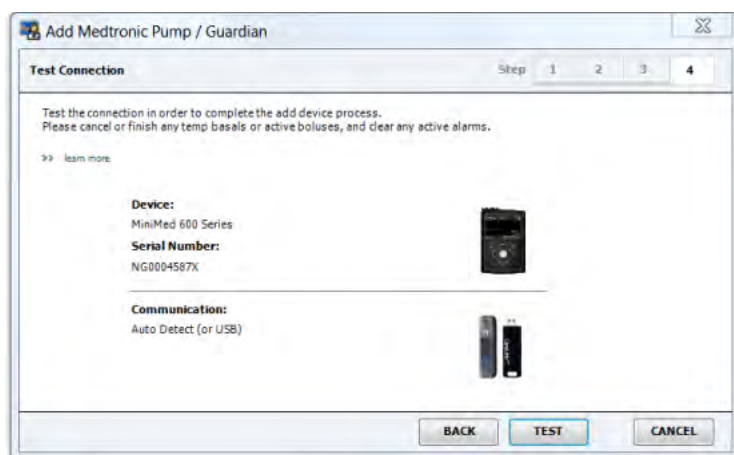 Add Medtronic Pump / Guardian
Test Connection
Step 1 2 3 4
Test the connection in order to complete the add device process.
Please cancel or finish any temp basals or active boluses, and clear any active alarms.
>> learn more
Device:
MiniMed 600 Series
Serial Number:
NG0004587X
Communication:
Auto Detect (or USB)
BACK TEST CANCEL